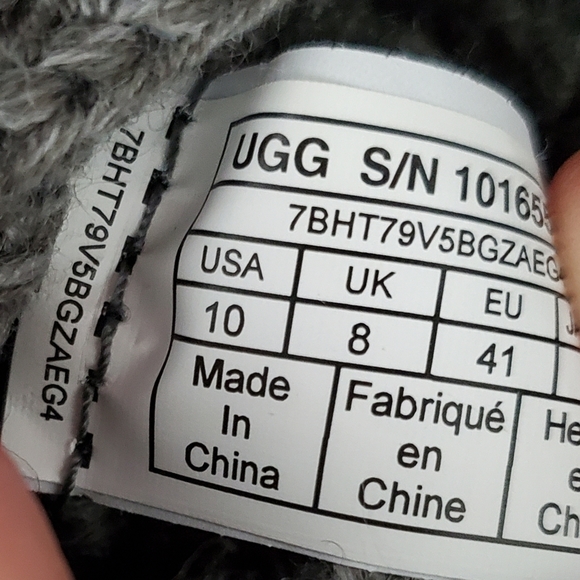 7BHT79V5BGZAEG4
UGG S/N 101655
7BHT79V5BGZAEG
USA UK EU
10 8 41
Made
In
China
Fabriqué
en
Chine